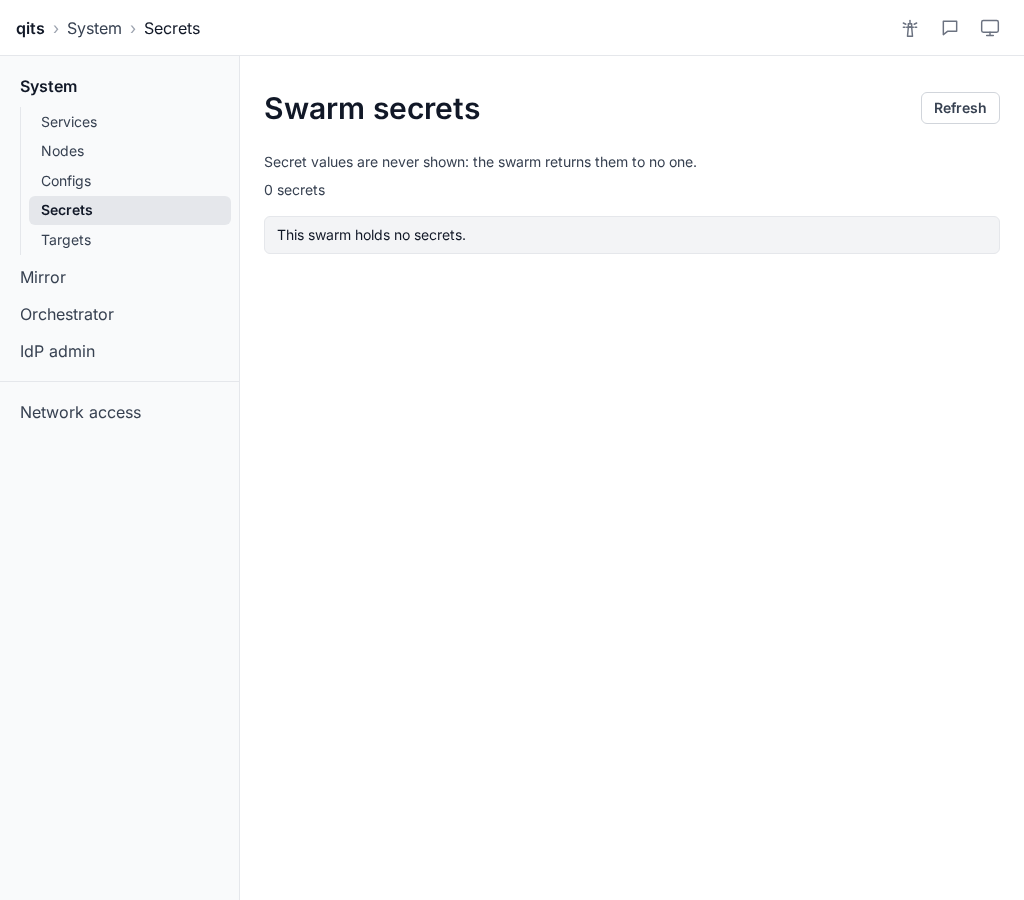 qits › System › Secrets
System
Services
Nodes
Configs
Secrets
Targets
Mirror
Orchestrator
IdP admin
Network access
Swarm secrets
Refresh
Secret values are never shown: the swarm returns them to no one.
0 secrets
This swarm holds no secrets.